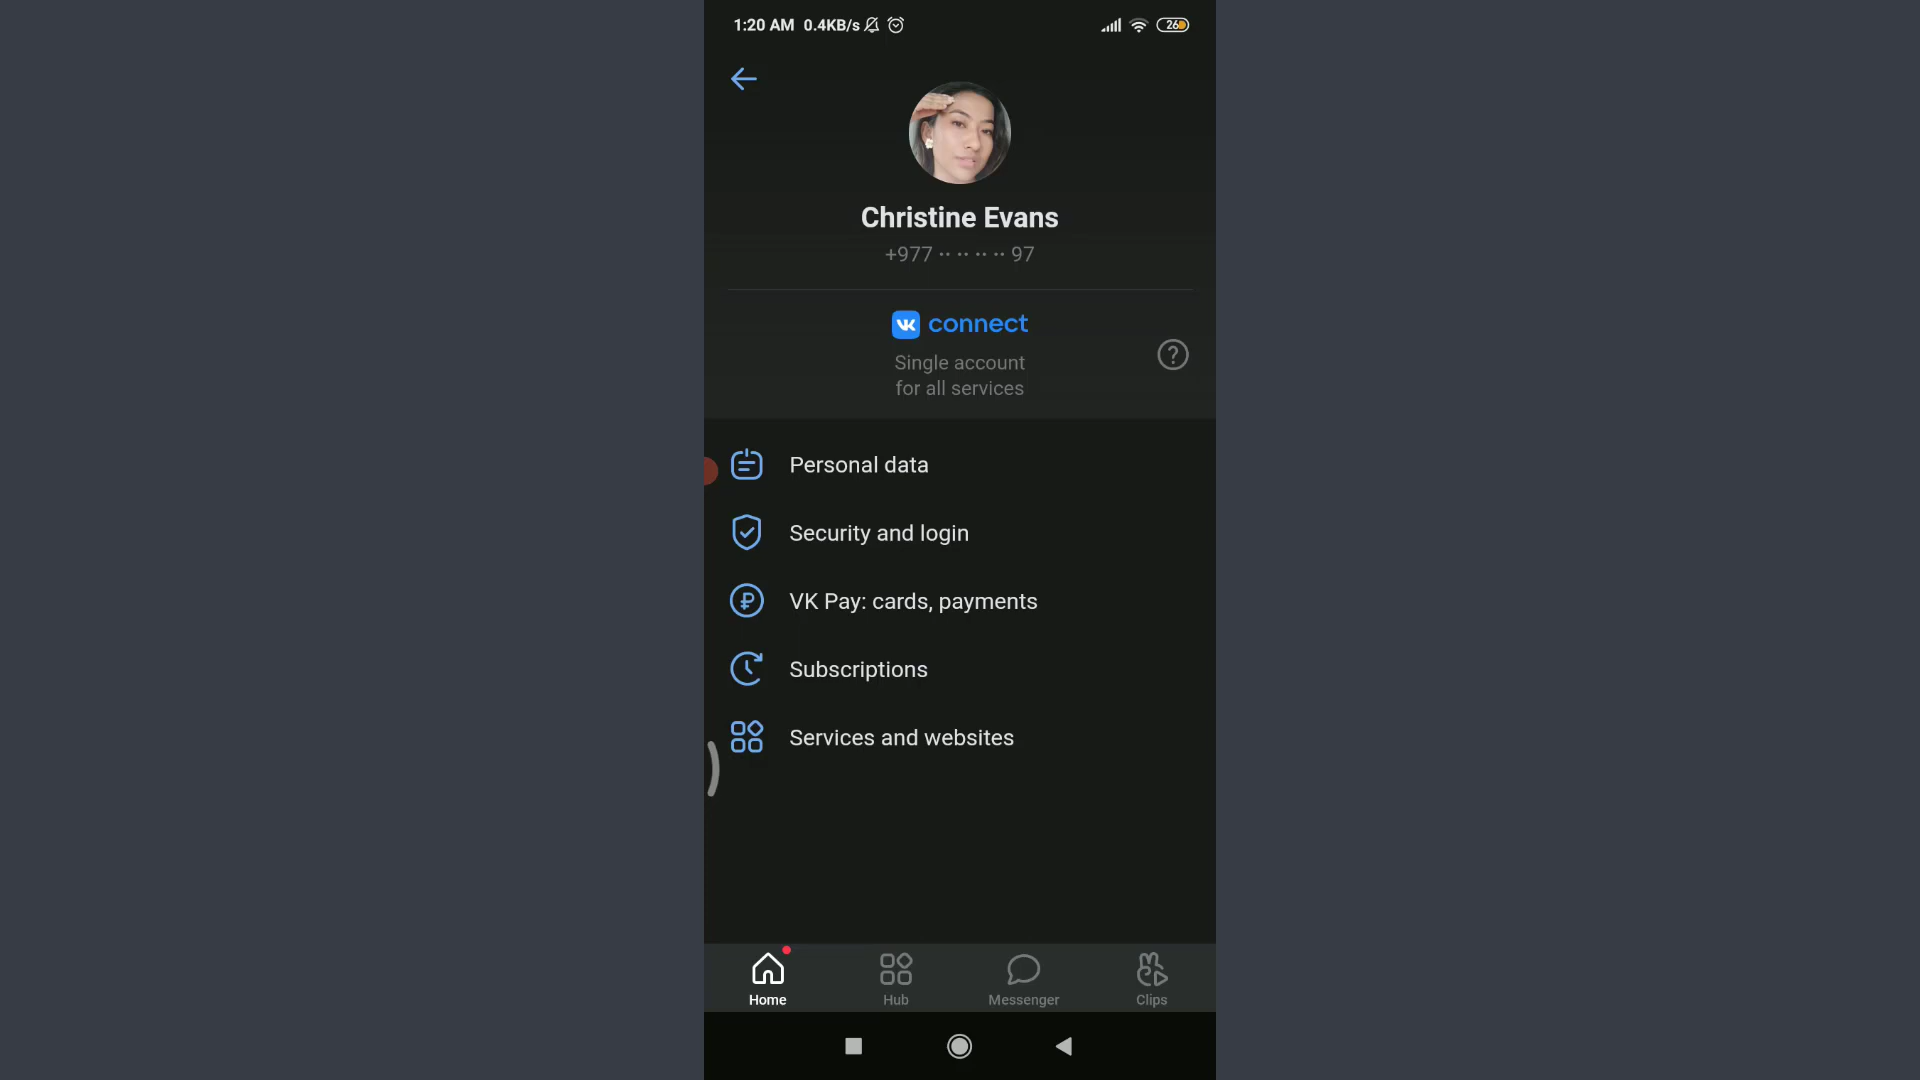 1:20 AM 0.4KB/s 26
Christine Evans
+977 ·· ·· ·· ·· 97
VK connect
Single account
for all services
?
Personal data
Security and login
VK Pay: cards, payments
Subscriptions
Services and websites
Home Hub Messenger Clips